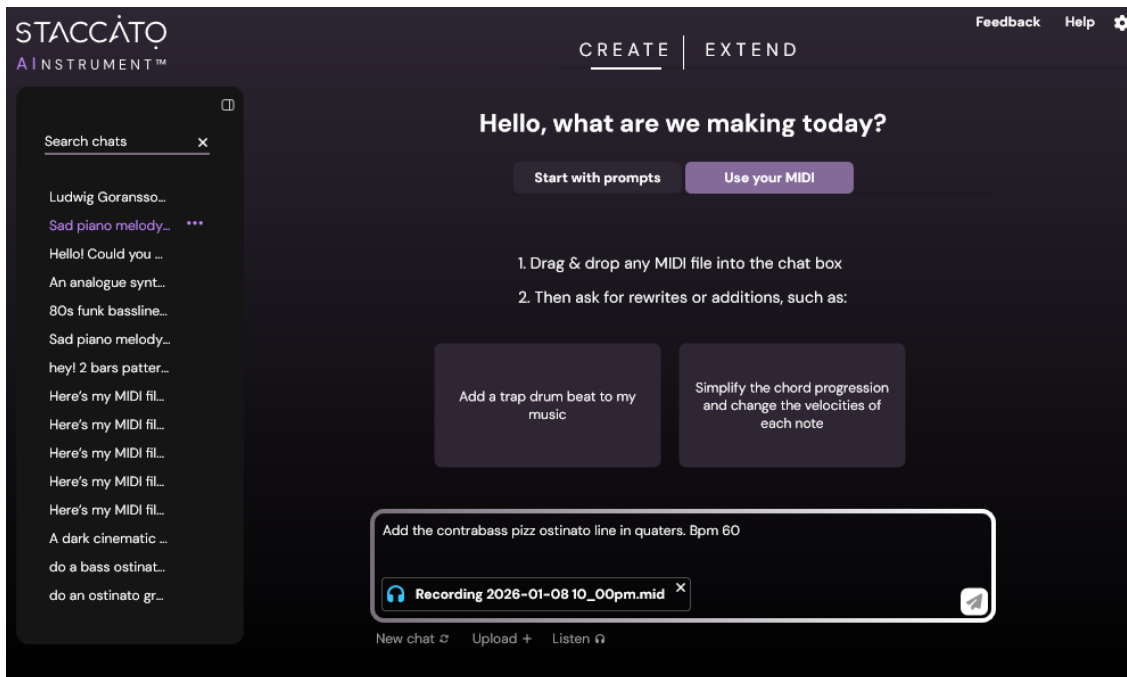 STACCATO
AINSTRUMENT™
Feedback Help
CREATE | EXTEND
Search chats
Ludwig Goransso...
Sad piano melody...
Hello! Could you ...
An analogue synt...
80s funk bassline...
Sad piano melody...
hey! 2 bars patter...
Here's my MIDI fil...
Here's my MIDI fil...
Here's my MIDI fil...
Here's my MIDI fil...
Here's my MIDI fil...
A dark cinematic ...
do a bass ostinat...
do an ostinato gr...
Hello, what are we making today?
Start with prompts
Use your MIDI
1. Drag & drop any MIDI file into the chat box
2. Then ask for rewrites or additions, such as:
Add a trap drum beat to my
music
Simplify the chord progression
and change the velocities of
each note
Add the contrabass pizz ostinato line in quaters. Bpm 60
Recording 2026-01-08 10_00pm.mid
New chat Upload + Listen